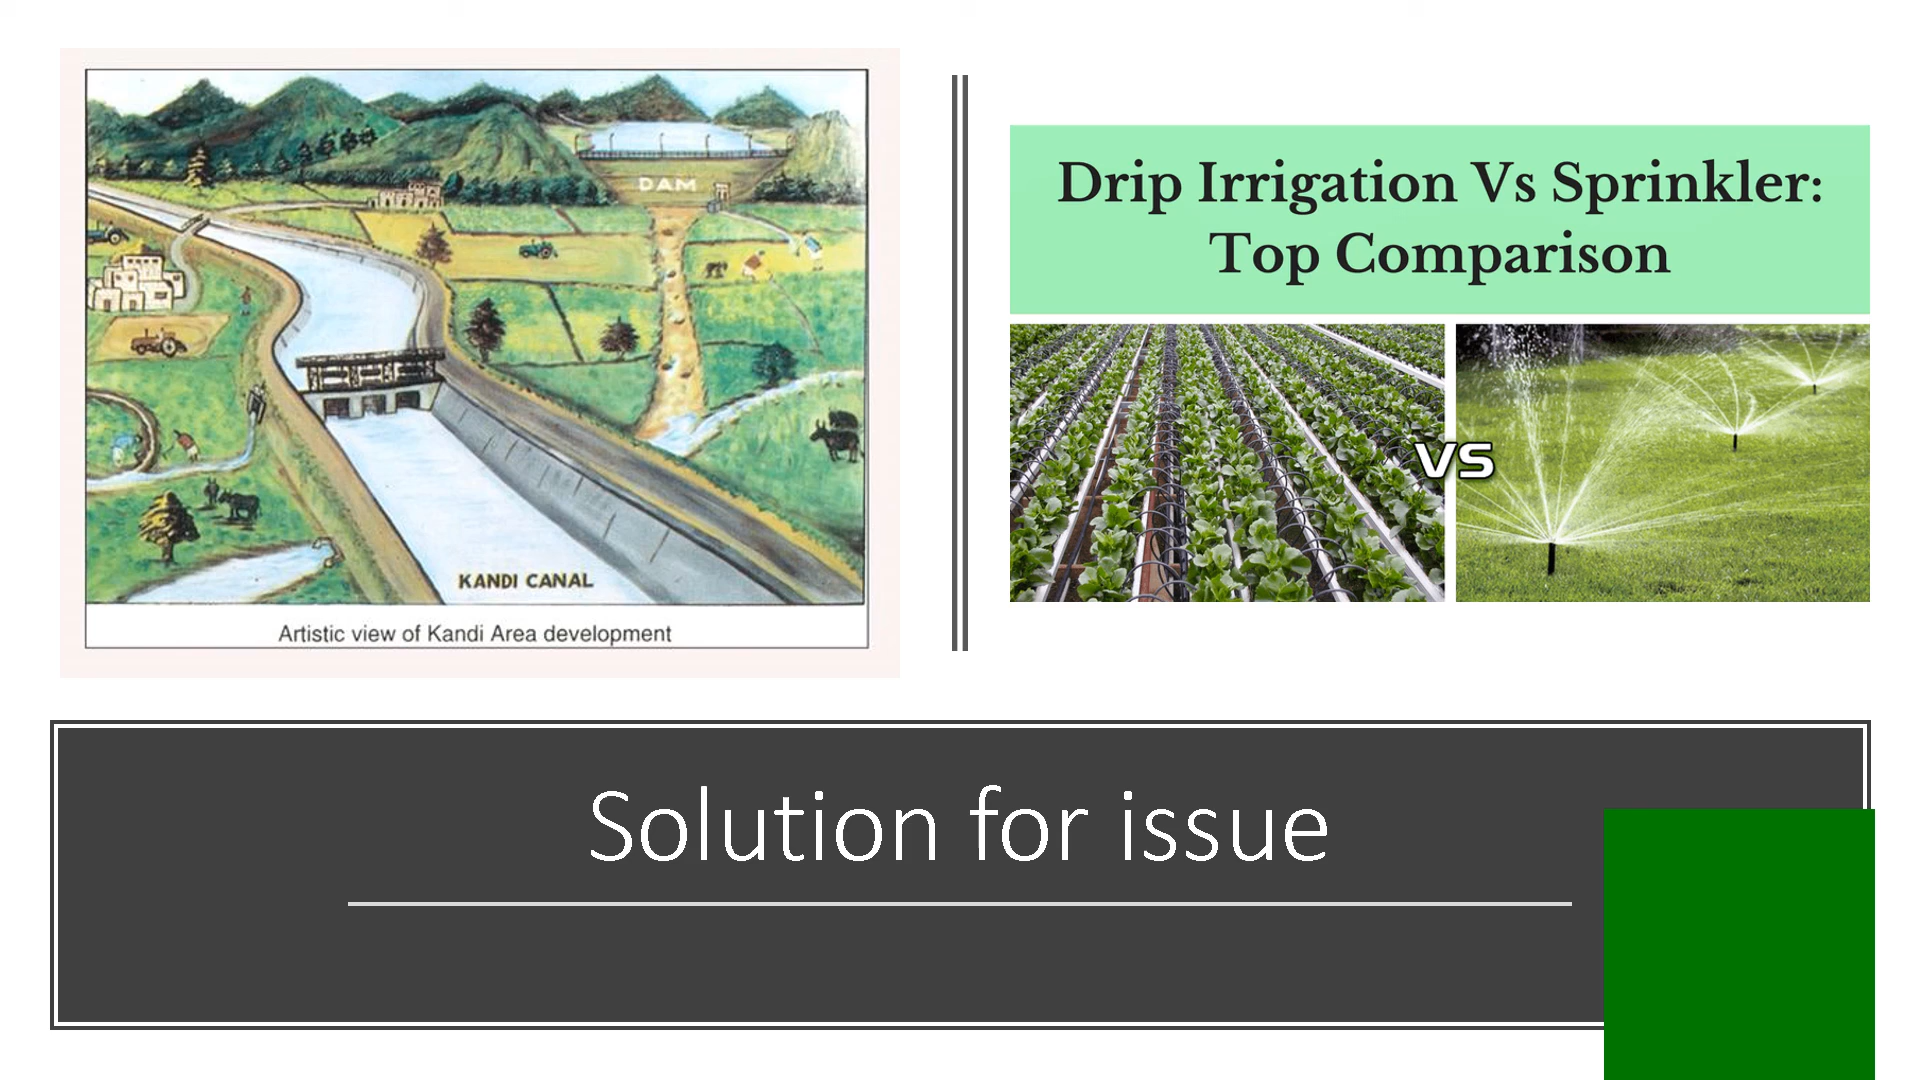 DAM
KANDI CANAL
Artistic view of Kandi Area development
Drip Irrigation Vs Sprinkler:
Top Comparison
VS
Solution for issue